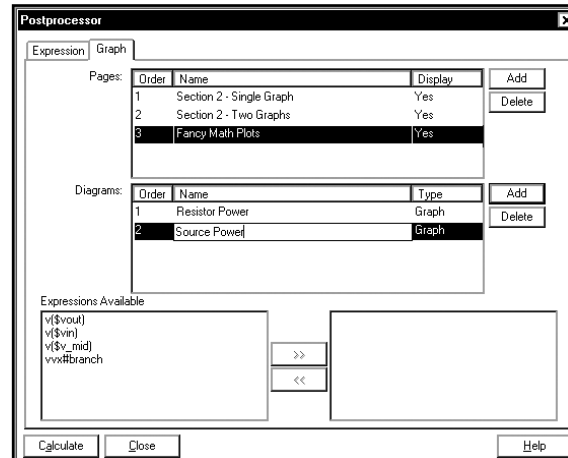 Postprocessor
Expression Graph
Pages: Order Name Display Add
1 Section 2 - Single Graph Yes Delete
2 Section 2 - Two Graphs Yes
3 Fancy Math Plots Yes
Diagrams: Order Name Type Add
1 Resistor Power Graph Delete
2 Source Power Graph
Expressions Available
v($vout)
v($vin)
v($v_mid)
vvx#branch
>>
<<
Calculate Close Help